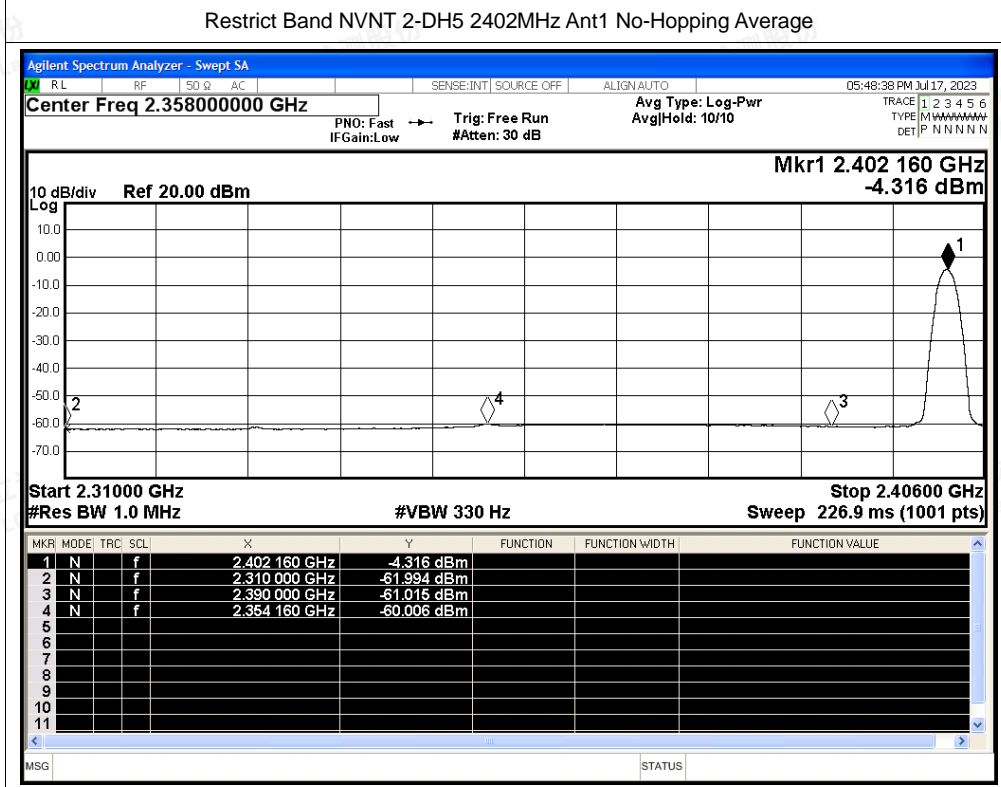 Restrict Band NVNT 2-DH5 2402MHz Ant1 No-Hopping Average
Agilent Spectrum Analyzer - Swept SA
LXI RL RF 50 Ω AC SENSE:INT SOURCE OFF ALIGN AUTO 05:48:38 PM Jul 17, 2023
Center Freq 2.358000000 GHz Avg Type: Log-Pwr TRACE 1 2 3 4 5 6
PNO: Fast Trig: Free Run Avg|Hold: 10/10 TYPE M WWWWW
IFGain:Low #Atten: 30 dB DET P N N N N N
Mkr1 2.402 160 GHz
-4.316 dBm
10 dB/div Ref 20.00 dBm
Log
10.0
0.00
-10.0
-20.0
-30.0
-40.0
-50.0
-60.0
-70.0
1
2
4
3
Start 2.31000 GHz Stop 2.40600 GHz
#Res BW 1.0 MHz #VBW 330 Hz Sweep 226.9 ms (1001 pts)
MKR MODE TRC SCL X Y FUNCTION FUNCTION WIDTH FUNCTION VALUE
1 N f 2.402 160 GHz -4.316 dBm
2 N f 2.310 000 GHz -61.994 dBm
3 N f 2.390 000 GHz -61.015 dBm
4 N f 2.354 160 GHz -60.006 dBm
5
6
7
8
9
10
11
MSG STATUS